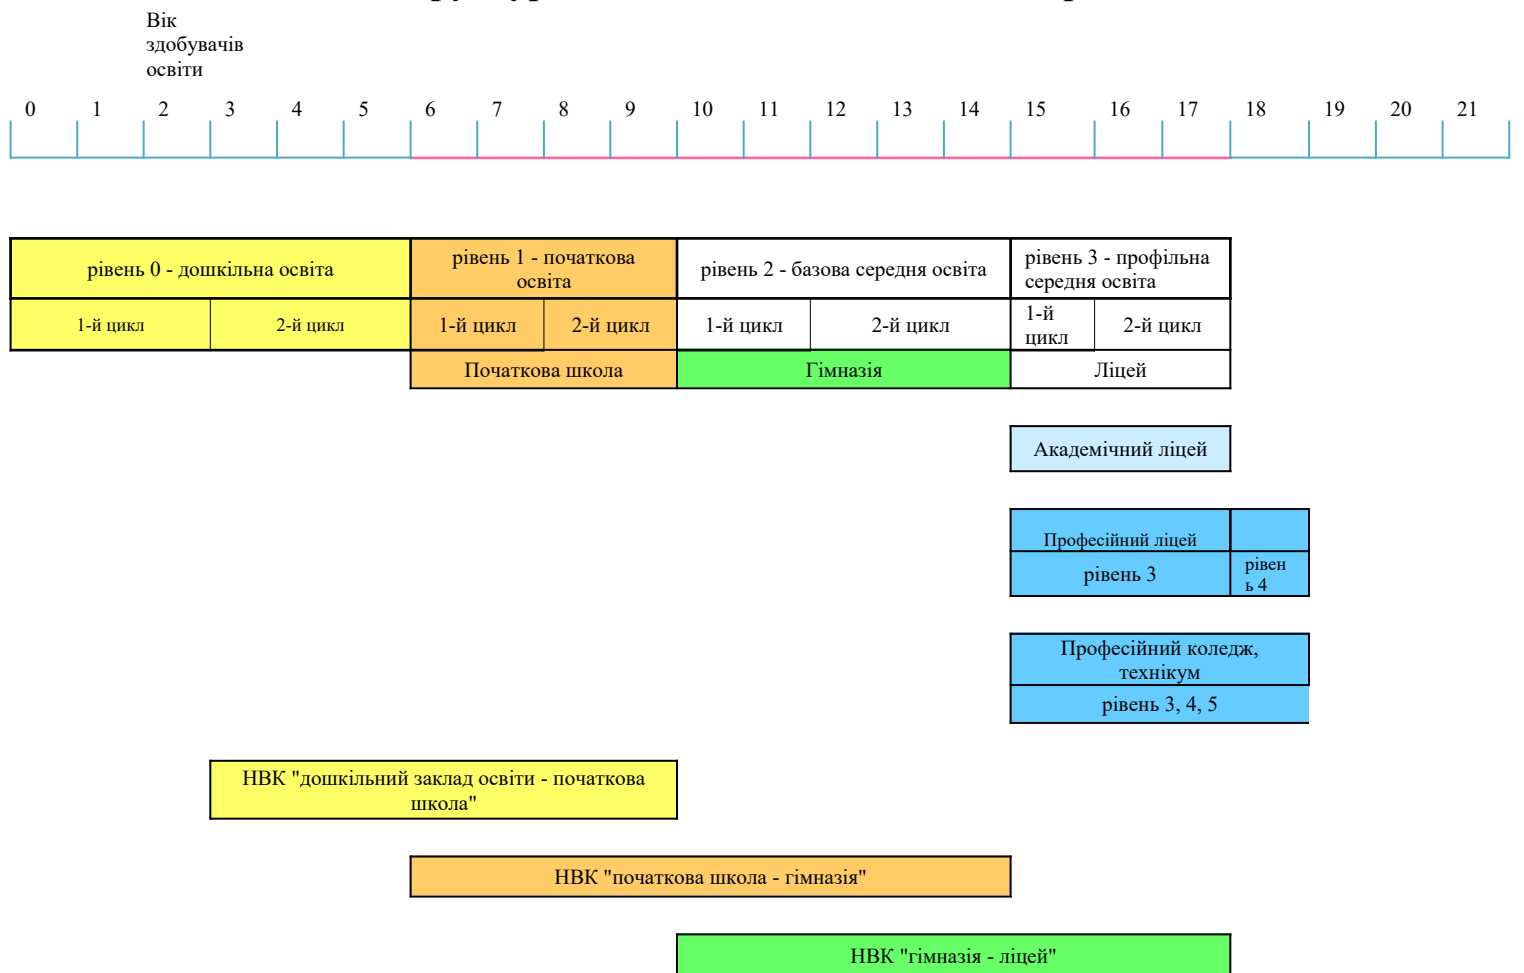 Вік
здобувачів
освіти
0 1 2 3 4 5 6 7 8 9 10 11 12 13 14 15 16 17 18 19 20 21
рівень 0 - дошкільна освіта
рівень 1 - початкова
освіта
рівень 2 - базова середня освіта
рівень 3 - профільна
середня освіта
1-й цикл
2-й цикл
1-й цикл
2-й цикл
1-й цикл
2-й цикл
1-й
цикл
2-й цикл
Початкова школа
Гімназія
Ліцей
Академічний ліцей
Професійний ліцей
рівень 3
рівен
ь 4
Професійний коледж,
технікум
рівень 3, 4, 5
НВК "дошкільний заклад освіти - початкова
школа"
НВК "початкова школа - гімназія"
НВК "гімназія - ліцей"